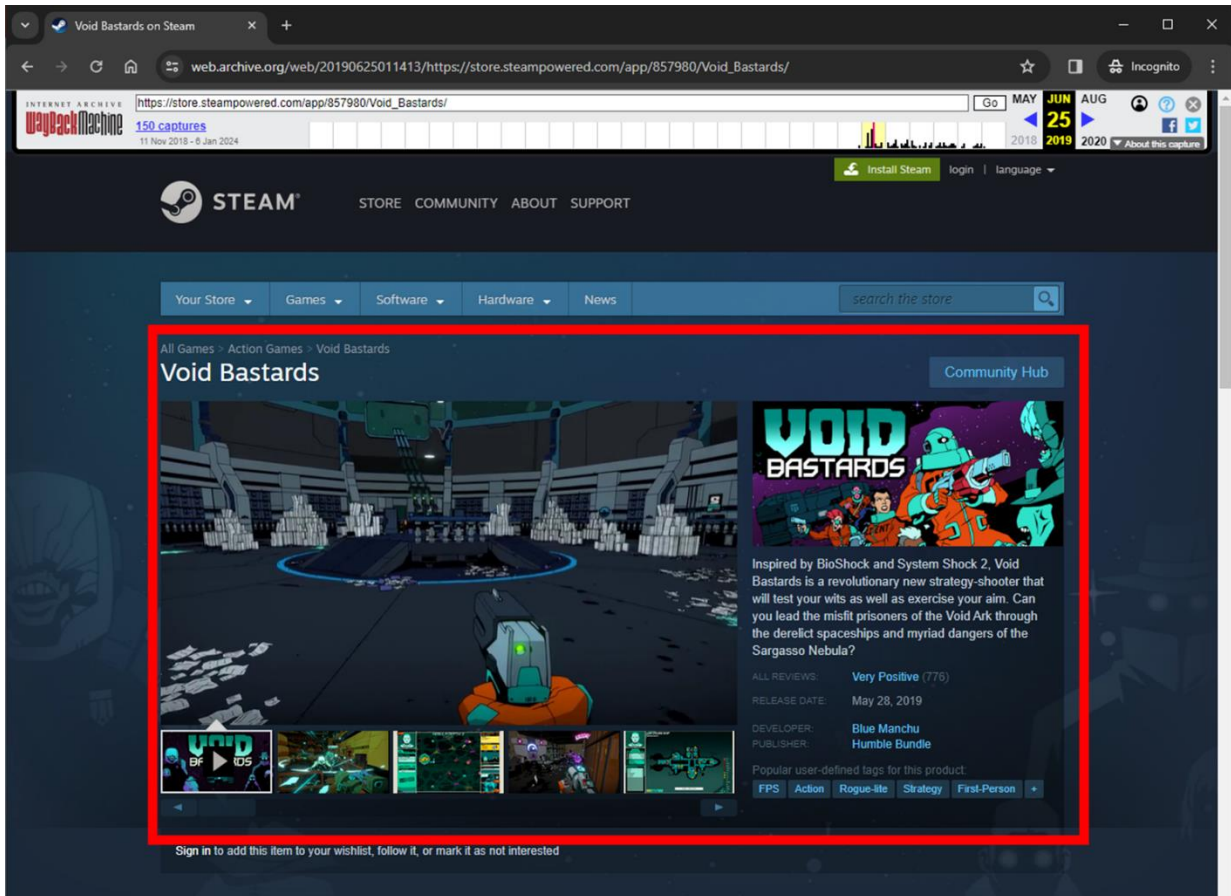 Void Bastards on Steam
web.archive.org/web/20190625011413/https://store.steampowered.com/app/857980/Void_Bastards/
Incognito
INTERNET ARCHIVE
WayBackMachine
https://store.steampowered.com/app/857980/Void_Bastards/
Go
MAY JUN AUG
150 captures
25
11 Nov 2018 - 6 Jan 2024
2018 2019 2020
About this capture
Install Steam login | language
STEAM
STORE COMMUNITY ABOUT SUPPORT
Your Store Games Software Hardware News
search the store
All Games > Action Games > Void Bastards
Void Bastards
Community Hub
VOID
BASTARDS
Inspired by BioShock and System Shock 2, Void
Bastards is a revolutionary new strategy-shooter that
will test your wits as well as exercise your aim. Can
you lead the misfit prisoners of the Void Ark through
the derelict spaceships and myriad dangers of the
Sargasso Nebula?
ALL REVIEWS: Very Positive (776)
RELEASE DATE: May 28, 2019
DEVELOPER: Blue Manchu
PUBLISHER: Humble Bundle
Popular user-defined tags for this product:
FPS Action Rogue-lite Strategy First-Person +
Sign in to add this item to your wishlist, follow it, or mark it as not interested